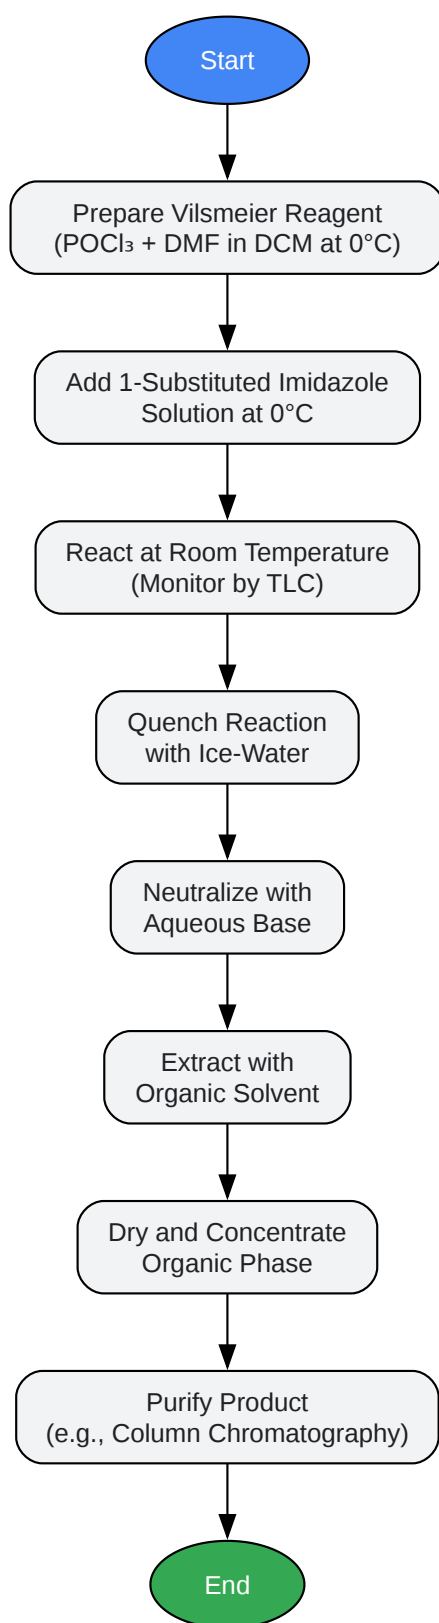 Start
Prepare Vilsmeier Reagent
(POCl₃ + DMF in DCM at 0°C)
Add 1-Substituted Imidazole
Solution at 0°C
React at Room Temperature
(Monitor by TLC)
Quench Reaction
with Ice-Water
Neutralize with
Aqueous Base
Extract with
Organic Solvent
Dry and Concentrate
Organic Phase
Purify Product
(e.g., Column Chromatography)
End